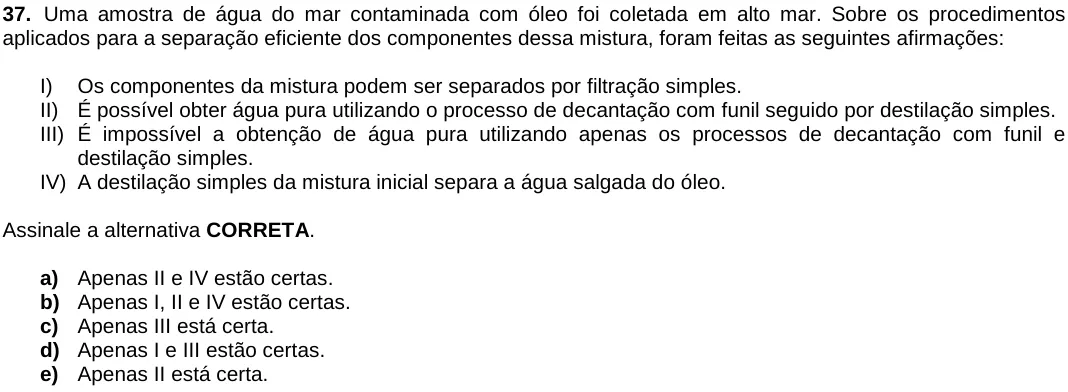 37. Uma amostra de água do mar contaminada com óleo foi coletada em alto mar. Sobre os procedimentos
aplicados para a separação eficiente dos componentes dessa mistura, foram feitas as seguintes afirmações:
I) Os componentes da mistura podem ser separados por filtração simples.
II) É possível obter água pura utilizando o processo de decantação com funil seguido por destilação simples.
III) É impossível a obtenção de água pura utilizando apenas os processos de decantação com funil e
destilação simples.
IV) A destilação simples da mistura inicial separa a água salgada do óleo.
Assinale a alternativa CORRETA.
a) Apenas II e IV estão certas.
b) Apenas I, II e IV estão certas.
c) Apenas III está certa.
d) Apenas I e III estão certas.
e) Apenas II está certa.